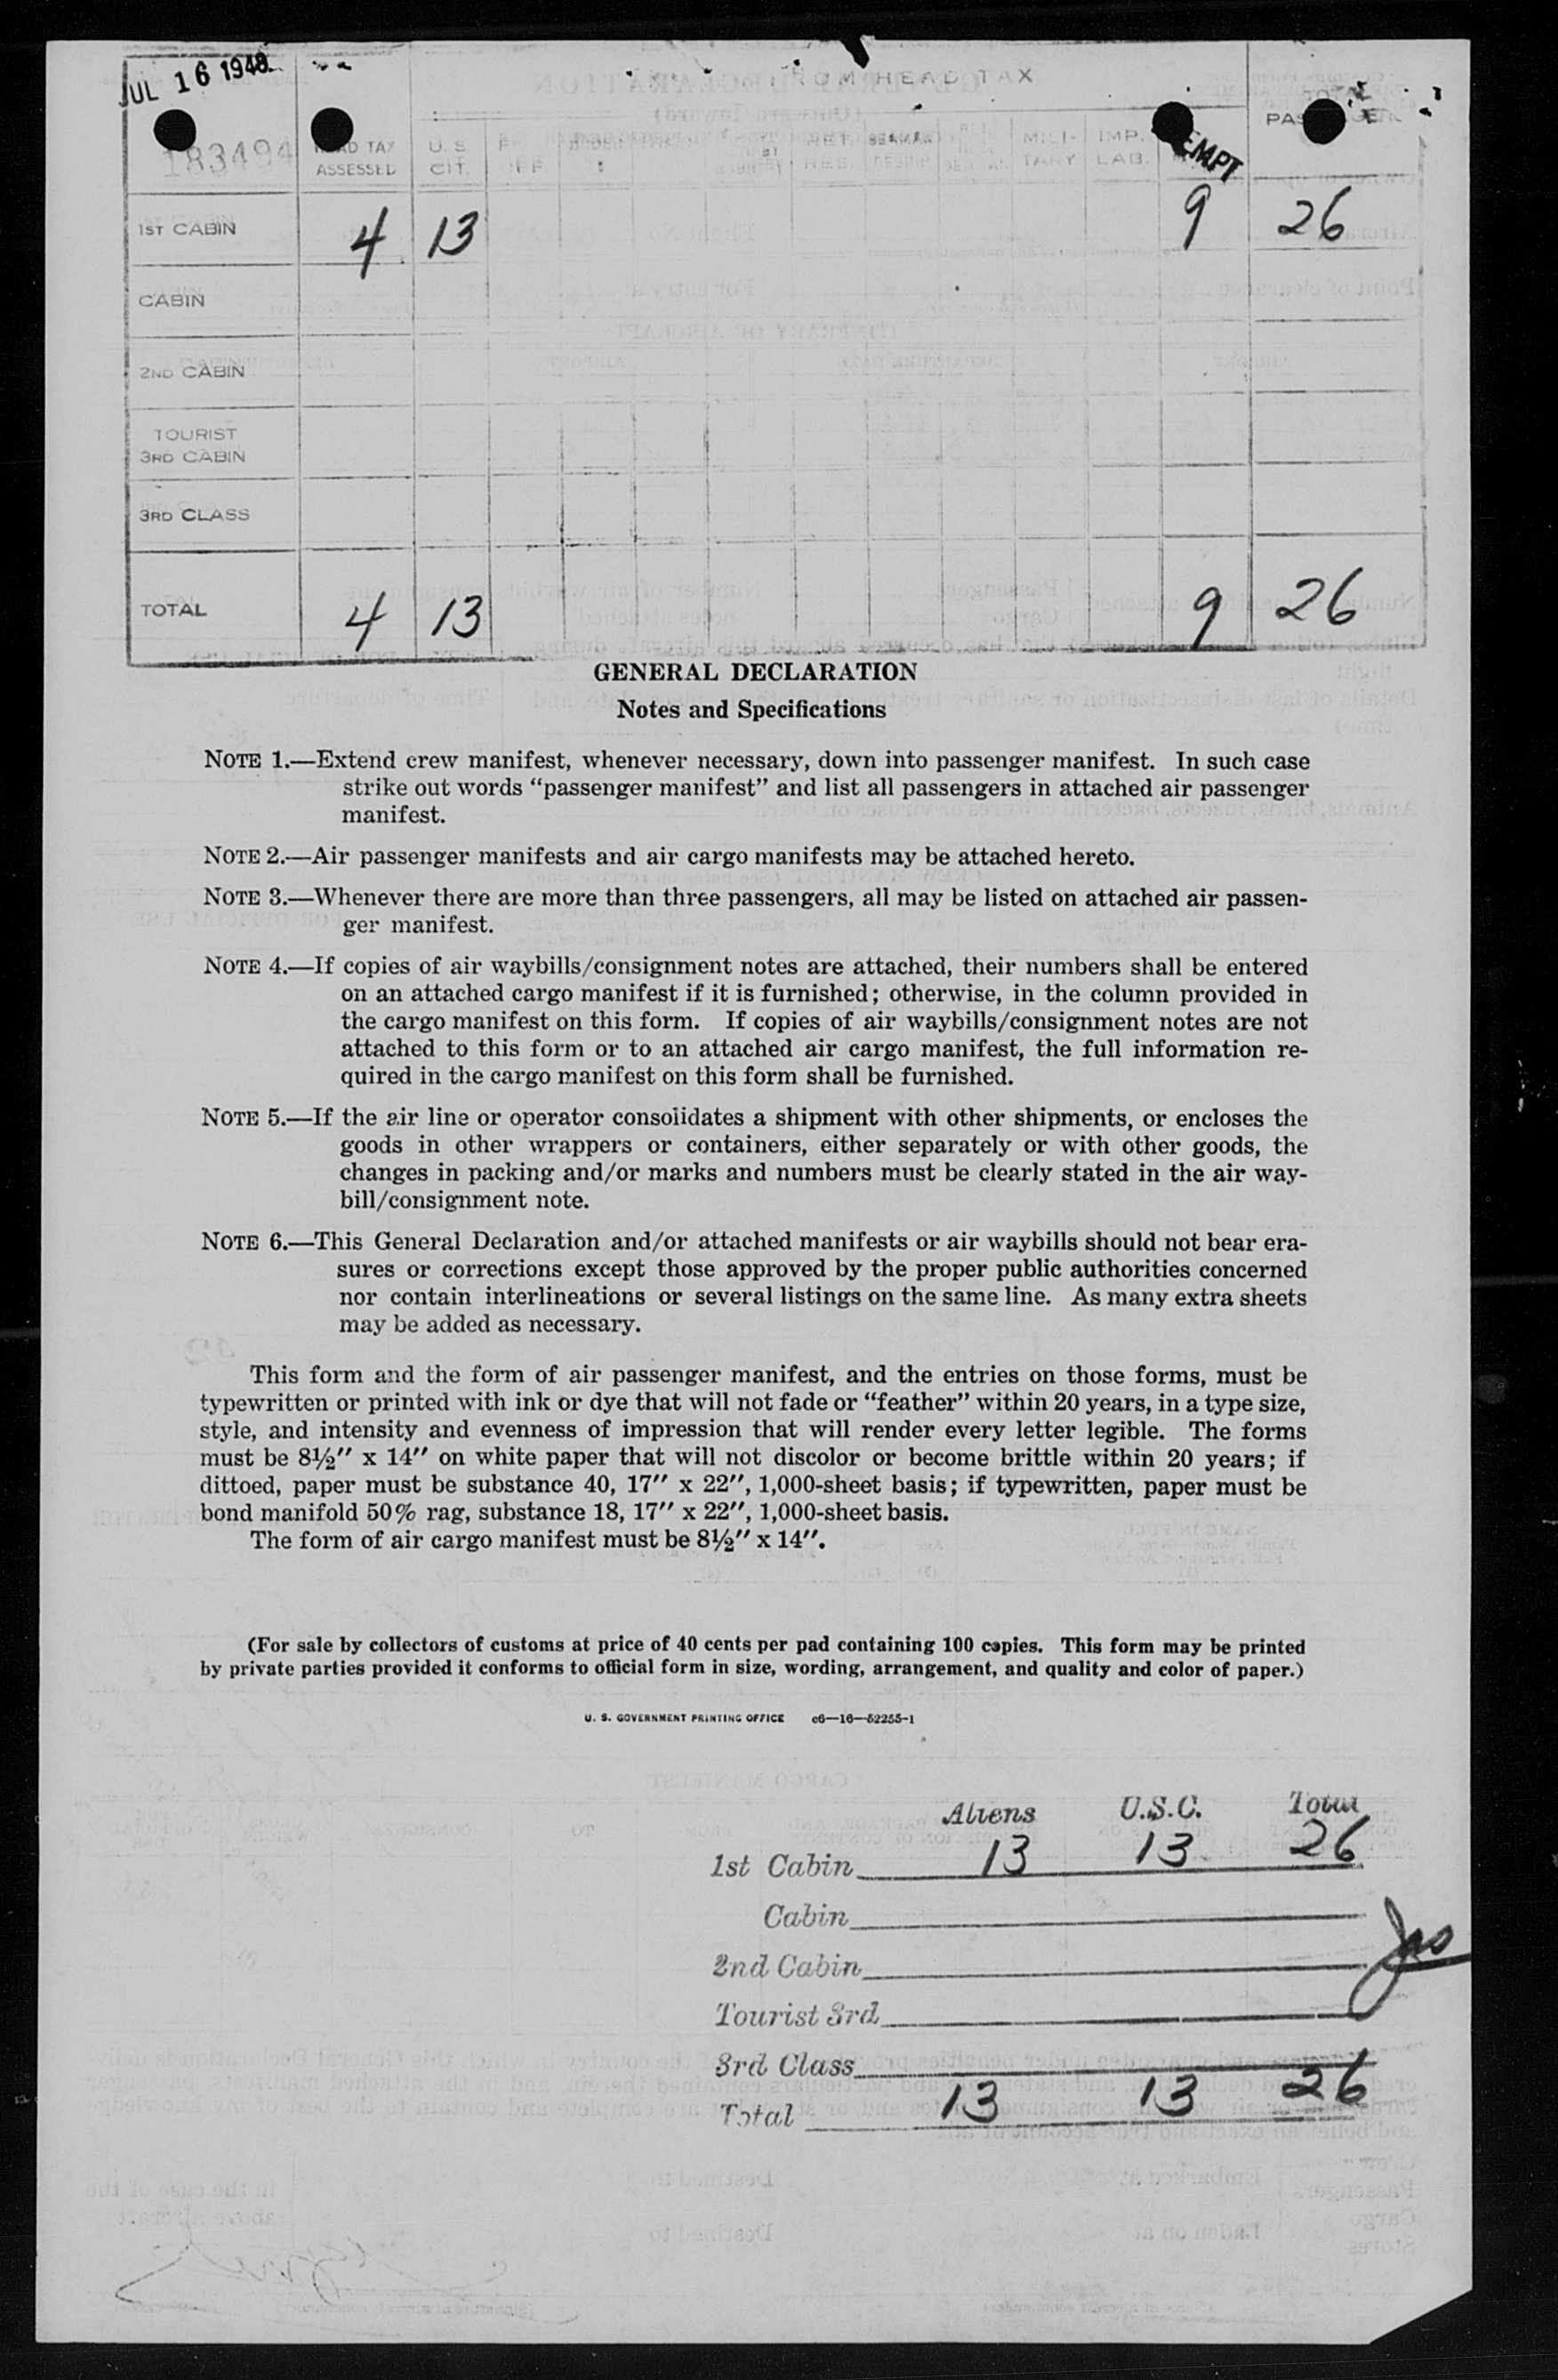 JUL 16 1948
FROM HEAD TAX
183494
TAX
ASSESSED
U. S
CIT.
MILI-
TARY
IMP.
LAB.
EMPT
1ST CABIN 4 13 9 26
CABIN
2ND CABIN
TOURIST
3RD CABIN
3RD CLASS
TOTAL 4 13 9 26
GENERAL DECLARATION
Notes and Specifications
NOTE 1.—Extend crew manifest, whenever necessary, down into passenger manifest. In such case
strike out words “passenger manifest” and list all passengers in attached air passenger
manifest.
NOTE 2.—Air passenger manifests and air cargo manifests may be attached hereto.
NOTE 3.—Whenever there are more than three passengers, all may be listed on attached air passen-
ger manifest.
NOTE 4.—If copies of air waybills/consignment notes are attached, their numbers shall be entered
on an attached cargo manifest if it is furnished; otherwise, in the column provided in
the cargo manifest on this form. If copies of air waybills/consignment notes are not
attached to this form or to an attached air cargo manifest, the full information re-
quired in the cargo manifest on this form shall be furnished.
NOTE 5.—If the air line or operator consolidates a shipment with other shipments, or encloses the
goods in other wrappers or containers, either separately or with other goods, the
changes in packing and/or marks and numbers must be clearly stated in the air way-
bill/consignment note.
NOTE 6.—This General Declaration and/or attached manifests or air waybills should not bear era-
sures or corrections except those approved by the proper public authorities concerned
nor contain interlineations or several listings on the same line. As many extra sheets
may be added as necessary.
This form and the form of air passenger manifest, and the entries on those forms, must be
typewritten or printed with ink or dye that will not fade or “feather” within 20 years, in a type size,
style, and intensity and evenness of impression that will render every letter legible. The forms
must be 8½″ x 14″ on white paper that will not discolor or become brittle within 20 years; if
dittoed, paper must be substance 40, 17″ x 22″, 1,000-sheet basis; if typewritten, paper must be
bond manifold 50% rag, substance 18, 17″ x 22″, 1,000-sheet basis.
The form of air cargo manifest must be 8½″ x 14″.
(For sale by collectors of customs at price of 40 cents per pad containing 100 copies. This form may be printed
by private parties provided it conforms to official form in size, wording, arrangement, and quality and color of paper.)
U. S. GOVERNMENT PRINTING OFFICE c6—16—52255-1
Aliens U.S.C. Total
1st Cabin 13 13 26
Cabin
2nd Cabin
Tourist 3rd
3rd Class
Total 13 13 26